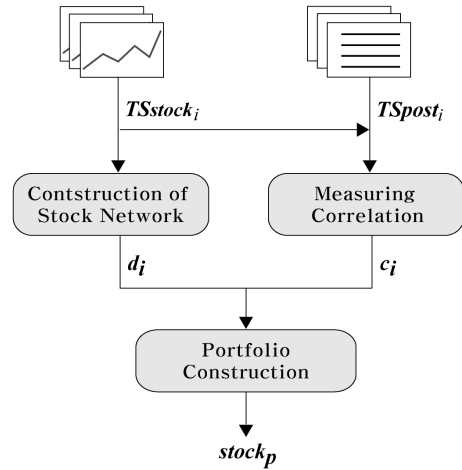 TSstock_i
TSpost_i
Contstruction of
Stock Network
Measuring
Correlation
d_i
c_i
Portfolio
Construction
stock_p